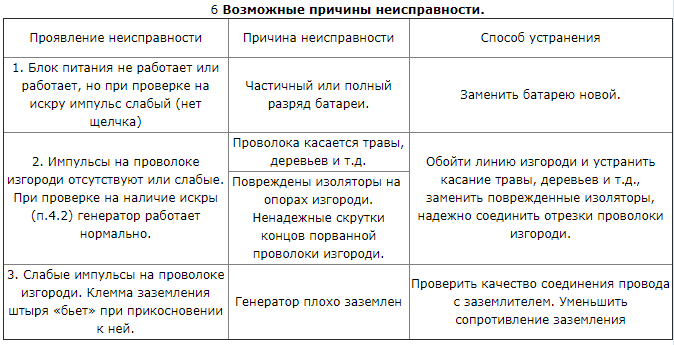 6 Возможные причины неисправности.
Проявление неисправности
Причина неисправности
Способ устранения
1. Блок питания не работает или
работает, но при проверке на
искру импульс слабый (нет
щелчка)
Частичный или полный
разряд батареи.
Заменить батарею новой.
2. Импульсы на проволоке
изгороди отсутствуют или слабые.
При проверке на наличие искры
(п.4.2) генератор работает
нормально.
Проволока касается травы,
деревьев и т.д.
Повреждены изоляторы на
опорах изгороди.
Ненадежные скрутки
концов порванной
проволоки изгороди.
Обойти линию изгороди и устранить
касание травы, деревьев и т.д.,
заменить поврежденные изоляторы,
надежно соединить отрезки проволоки
изгороди.
3. Слабые импульсы на проволоке
изгороди. Клемма заземления
штыря «бьет» при прикосновении
к ней.
Генератор плохо заземлен
Проверить качество соединения провода
с заземлителем. Уменьшить
сопротивление заземления